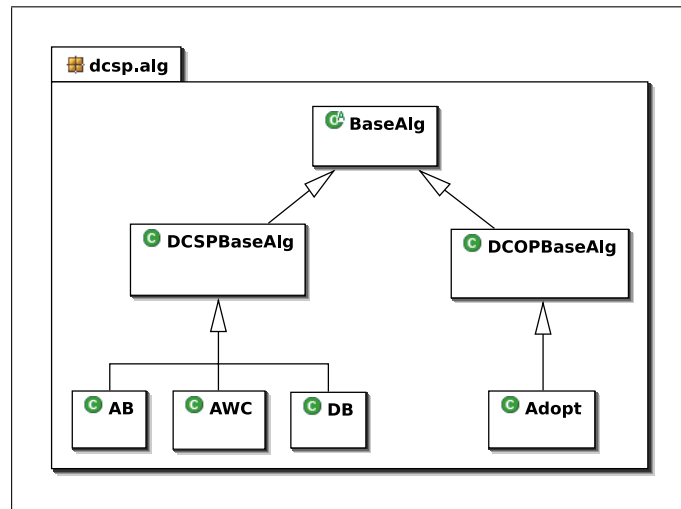 dcsp.alg
BaseAlg
DCSPBaseAlg
DCOPBaseAlg
AB
AWC
DB
Adopt